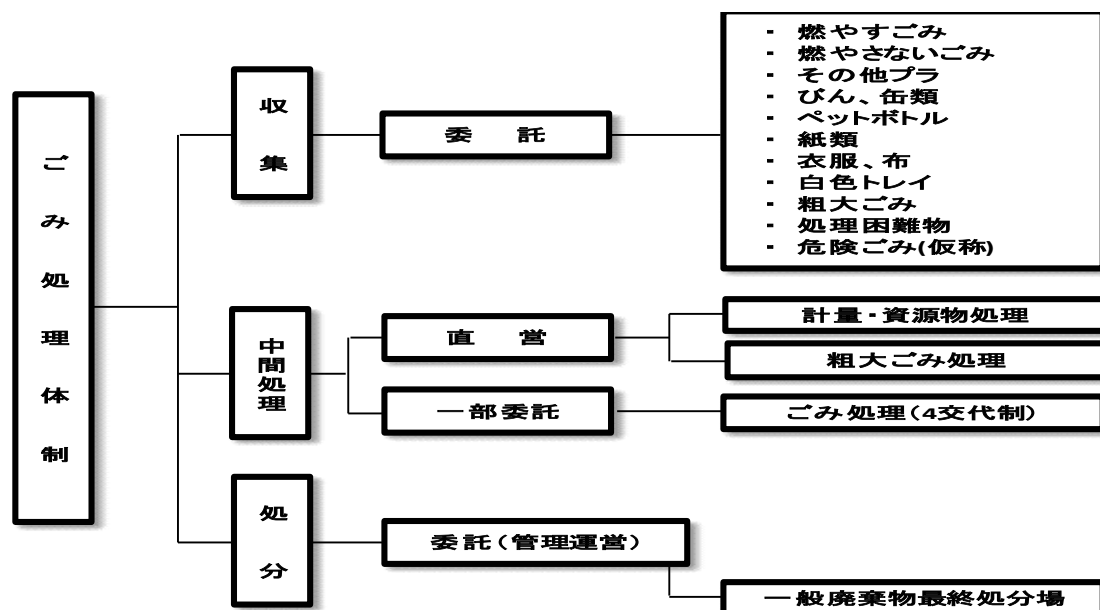 ごみ処理体制
収集
委 託
- 燃やすごみ
- 燃やさないごみ
- その他プラ
- びん、缶類
- ペットボトル
- 紙類
- 衣服、布
- 白色トレイ
- 粗大ごみ
- 処理困難物
- 危険ごみ(仮称)
中間処理
直 営
計量・資源物処理
粗大ごみ処理
一部委託
ごみ処理(4交代制)
処分
委託(管理運営)
一般廃棄物最終処分場